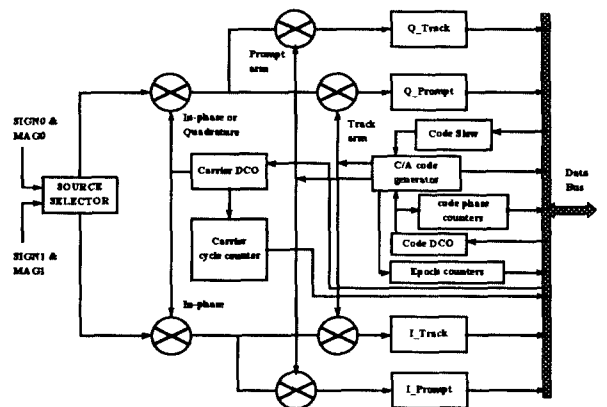 Q_Track
Prompt
arm
Q_Prompt
SIGN0 &
MAG0
In-phase or
Quadrature
Track
arm
Code Slew
Carrier DCO
C/A code
generator
Data
Bus
SOURCE
SELECTOR
code phase
counters
Carrier
cycle counter
Code DCO
SIGN1 &
MAG1
Epoch counters
In-phase
I_Track
I_Prompt